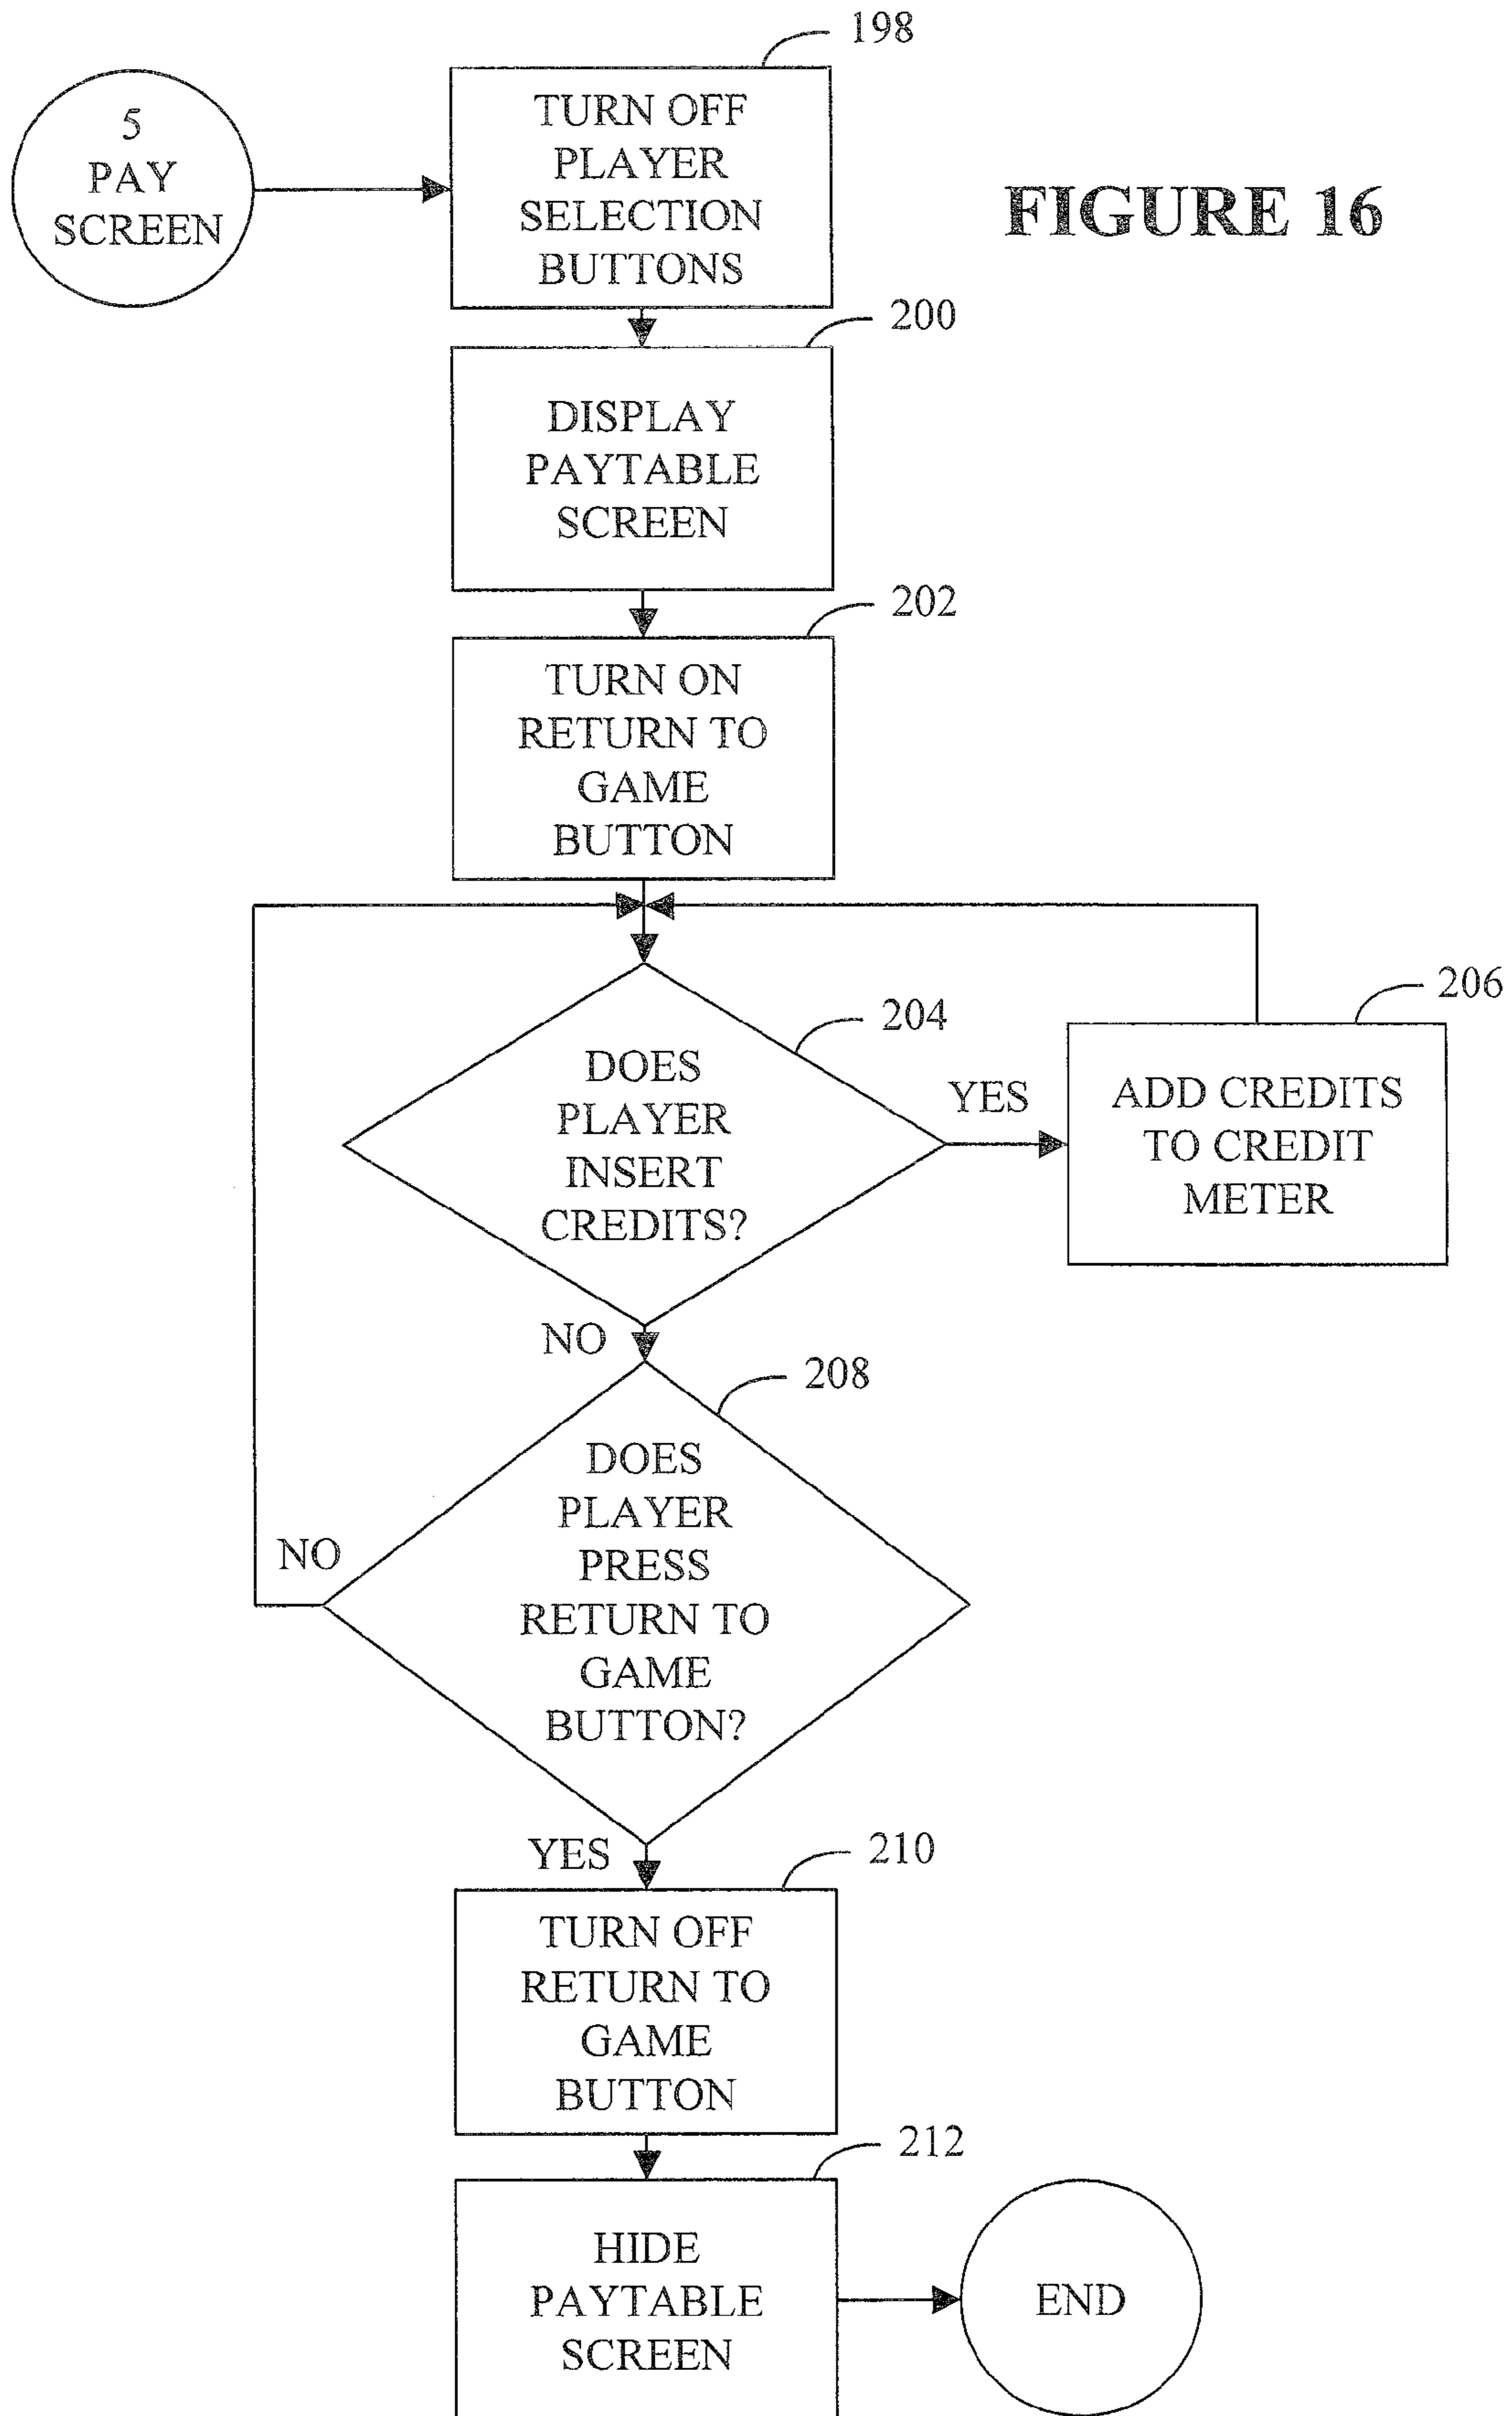 198
5
PAY
SCREEN
TURN OFF
PLAYER
SELECTION
BUTTONS
FIGURE 16
200
DISPLAY
PAYTABLE
SCREEN
202
TURN ON
RETURN TO
GAME
BUTTON
204
DOES
PLAYER
INSERT
CREDITS?
YES
206
ADD CREDITS
TO CREDIT
METER
NO
208
DOES
PLAYER
PRESS
RETURN TO
GAME
BUTTON?
NO
YES
210
TURN OFF
RETURN TO
GAME
BUTTON
212
HIDE
PAYTABLE
SCREEN
END